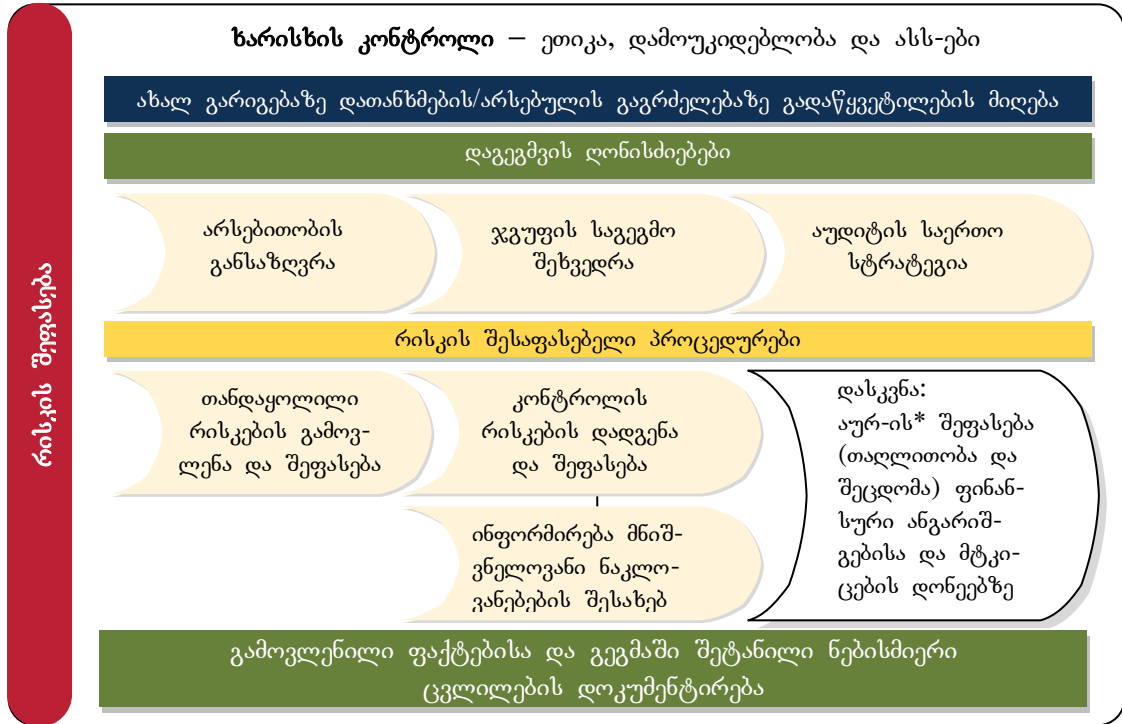 ხარისხის კონტროლი – ეთიკა, დამოუკიდებლობა და ასს-ები
ახალ გარიგებაზე დათანხმების/არსებულის გაგრძელებაზე გადაწყვეტილების მიღება
დაგეგმვის ღონისძიებები
არსებითობის
განსაზღვრა
ჯგუფის საგეგმო
შეხვედრა
აუდიტის საერთო
სტრატეგია
რისკის შეფასება
რისკის შესაფასებელი პროცედურები
თანდაყოლილი
რისკების გამოვ-
ლენა და შეფასება
კონტროლის
რისკების დადგენა
და შეფასება
ინფორმირება მნიშ-
ვნელოვანი ნაკლო-
ვანებების შესახებ
დასკვნა:
აურ-ის* შეფასება
(თაღლითობა და
შეცდომა) ფინან-
სური ანგარიშ-
გებისა და მტკი-
ცების დონეებზე
გამოვლენილი ფაქტებისა და გეგმაში შეტანილი ნებისმიერი
ცვლილების დოკუმენტირება